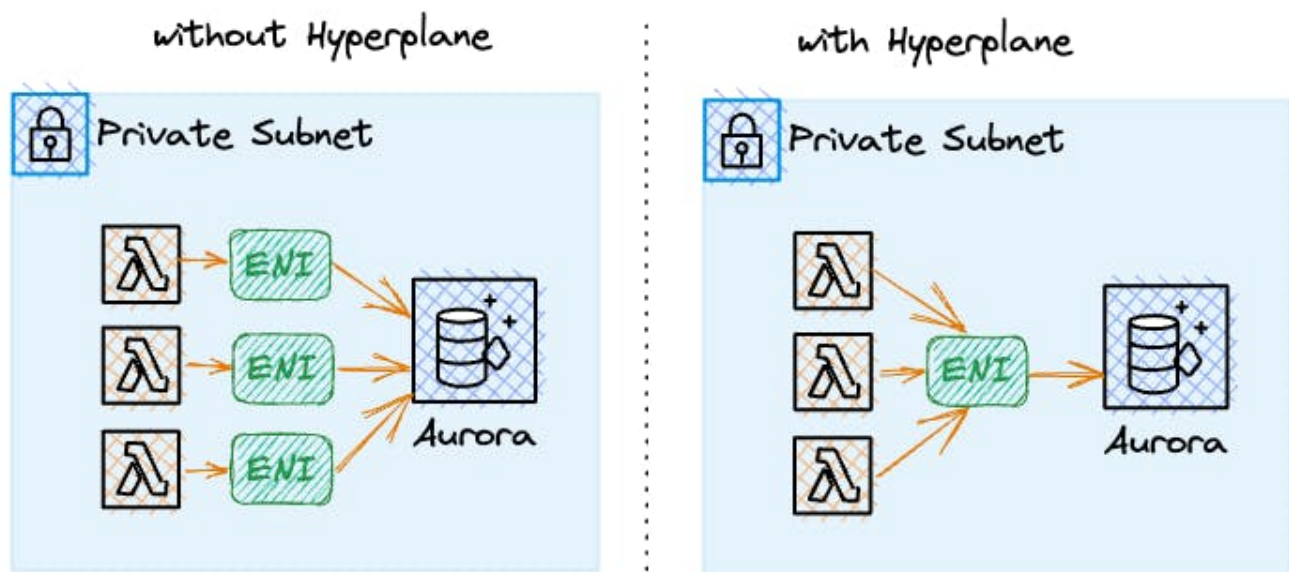 without Hyperplane
Private Subnet
ENI
ENI
ENI
Aurora
with Hyperplane
Private Subnet
ENI
Aurora